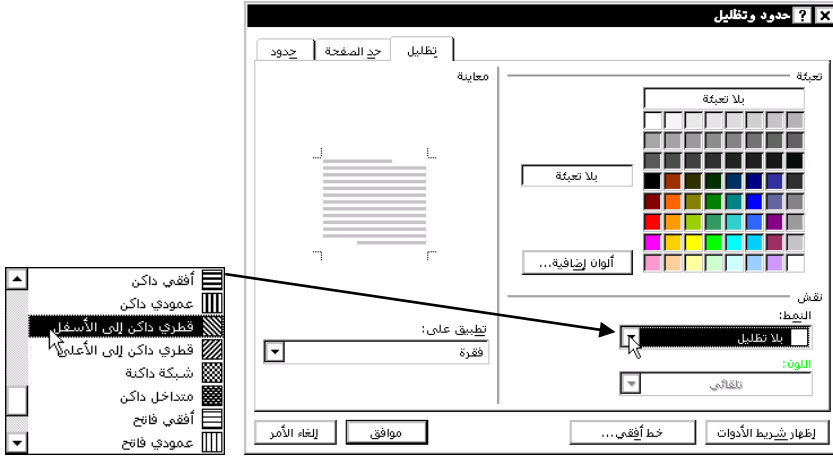 حدود وتظليل
حدود
حد الصفحة
تظليل
تعبئة
بلا تعبئة
بلا تعبئة
ألوان إضافية...
معاينة
نقش
النمط:
بلا تظليل
اللون:
تلقائي
تطبيق على:
فقرة
إظهار شريط الأدوات
خط أفقي...
موافق
إلغاء الأمر
أفقي داكن
عمودي داكن
قطري داكن إلى الأسفل
قطري داكن إلى الأعلى
شبكة داكنة
متداخل داكن
أفقي فاتح
عمودي فاتح